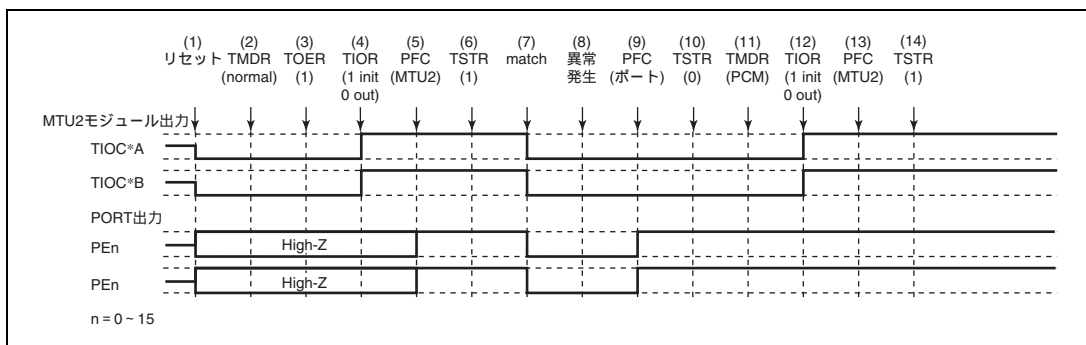 (1) (2) (3) (4) (5) (6) (7) (8) (9) (10) (11) (12) (13) (14)
リセット TMDR TOER TIOR PFC TSTR match 異常 PFC TSTR TMDR TIOR PFC TSTR
(normal) (1) (1 init (MTU2) (1) 発生 (ポート) (0) (PCM) (1 init (MTU2) (1)
0 out) 0 out)
MTU2モジュール出力
TIOC*A
TIOC*B
PORT出力
PEn High-Z
PEn High-Z
n = 0 ~ 15